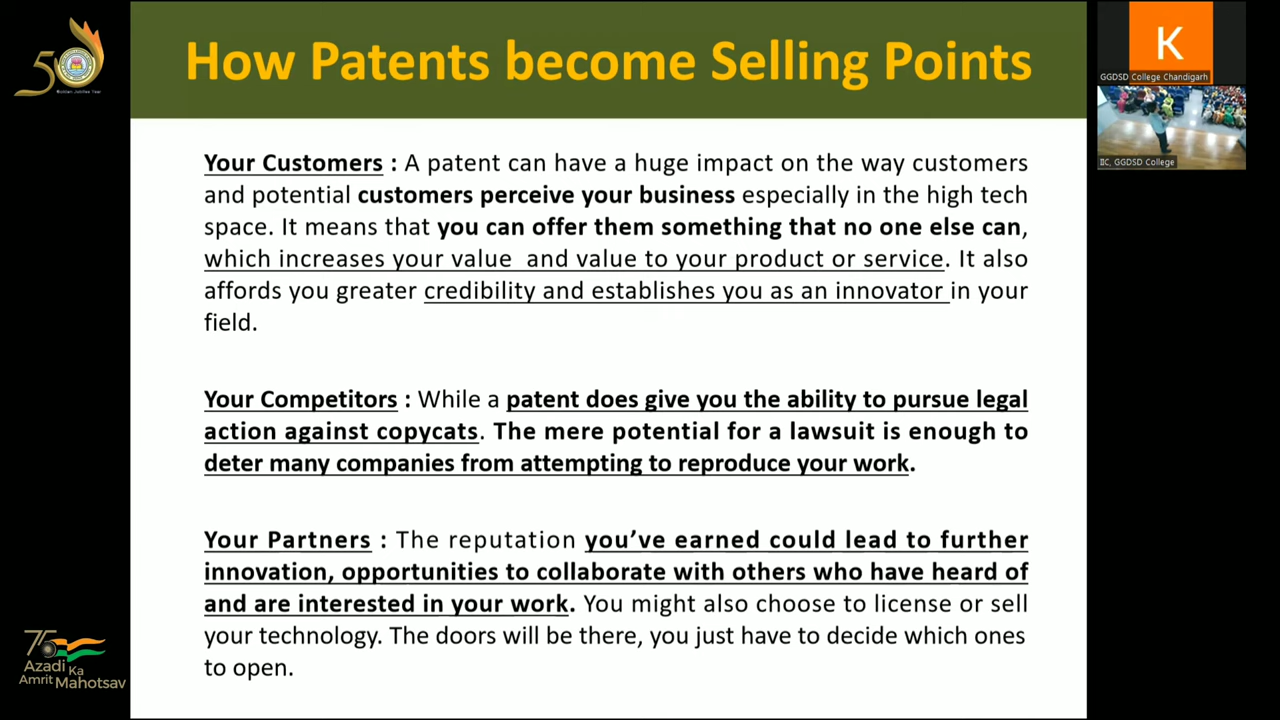 How Patents become Selling Points
Your Customers : A patent can have a huge impact on the way customers
and potential customers perceive your business especially in the high tech
space. It means that you can offer them something that no one else can,
which increases your value and value to your product or service. It also
affords you greater credibility and establishes you as an innovator in your
field.
Your Competitors : While a patent does give you the ability to pursue legal
action against copycats. The mere potential for a lawsuit is enough to
deter many companies from attempting to reproduce your work.
Your Partners : The reputation you’ve earned could lead to further
innovation, opportunities to collaborate with others who have heard of
and are interested in your work. You might also choose to license or sell
your technology. The doors will be there, you just have to decide which ones
to open.
50
Golden Jubilee Year
75
Azadi
Ka
Amrit Mahotsav
K
GGDSD College Chandigarh
IIC, GGDSD College